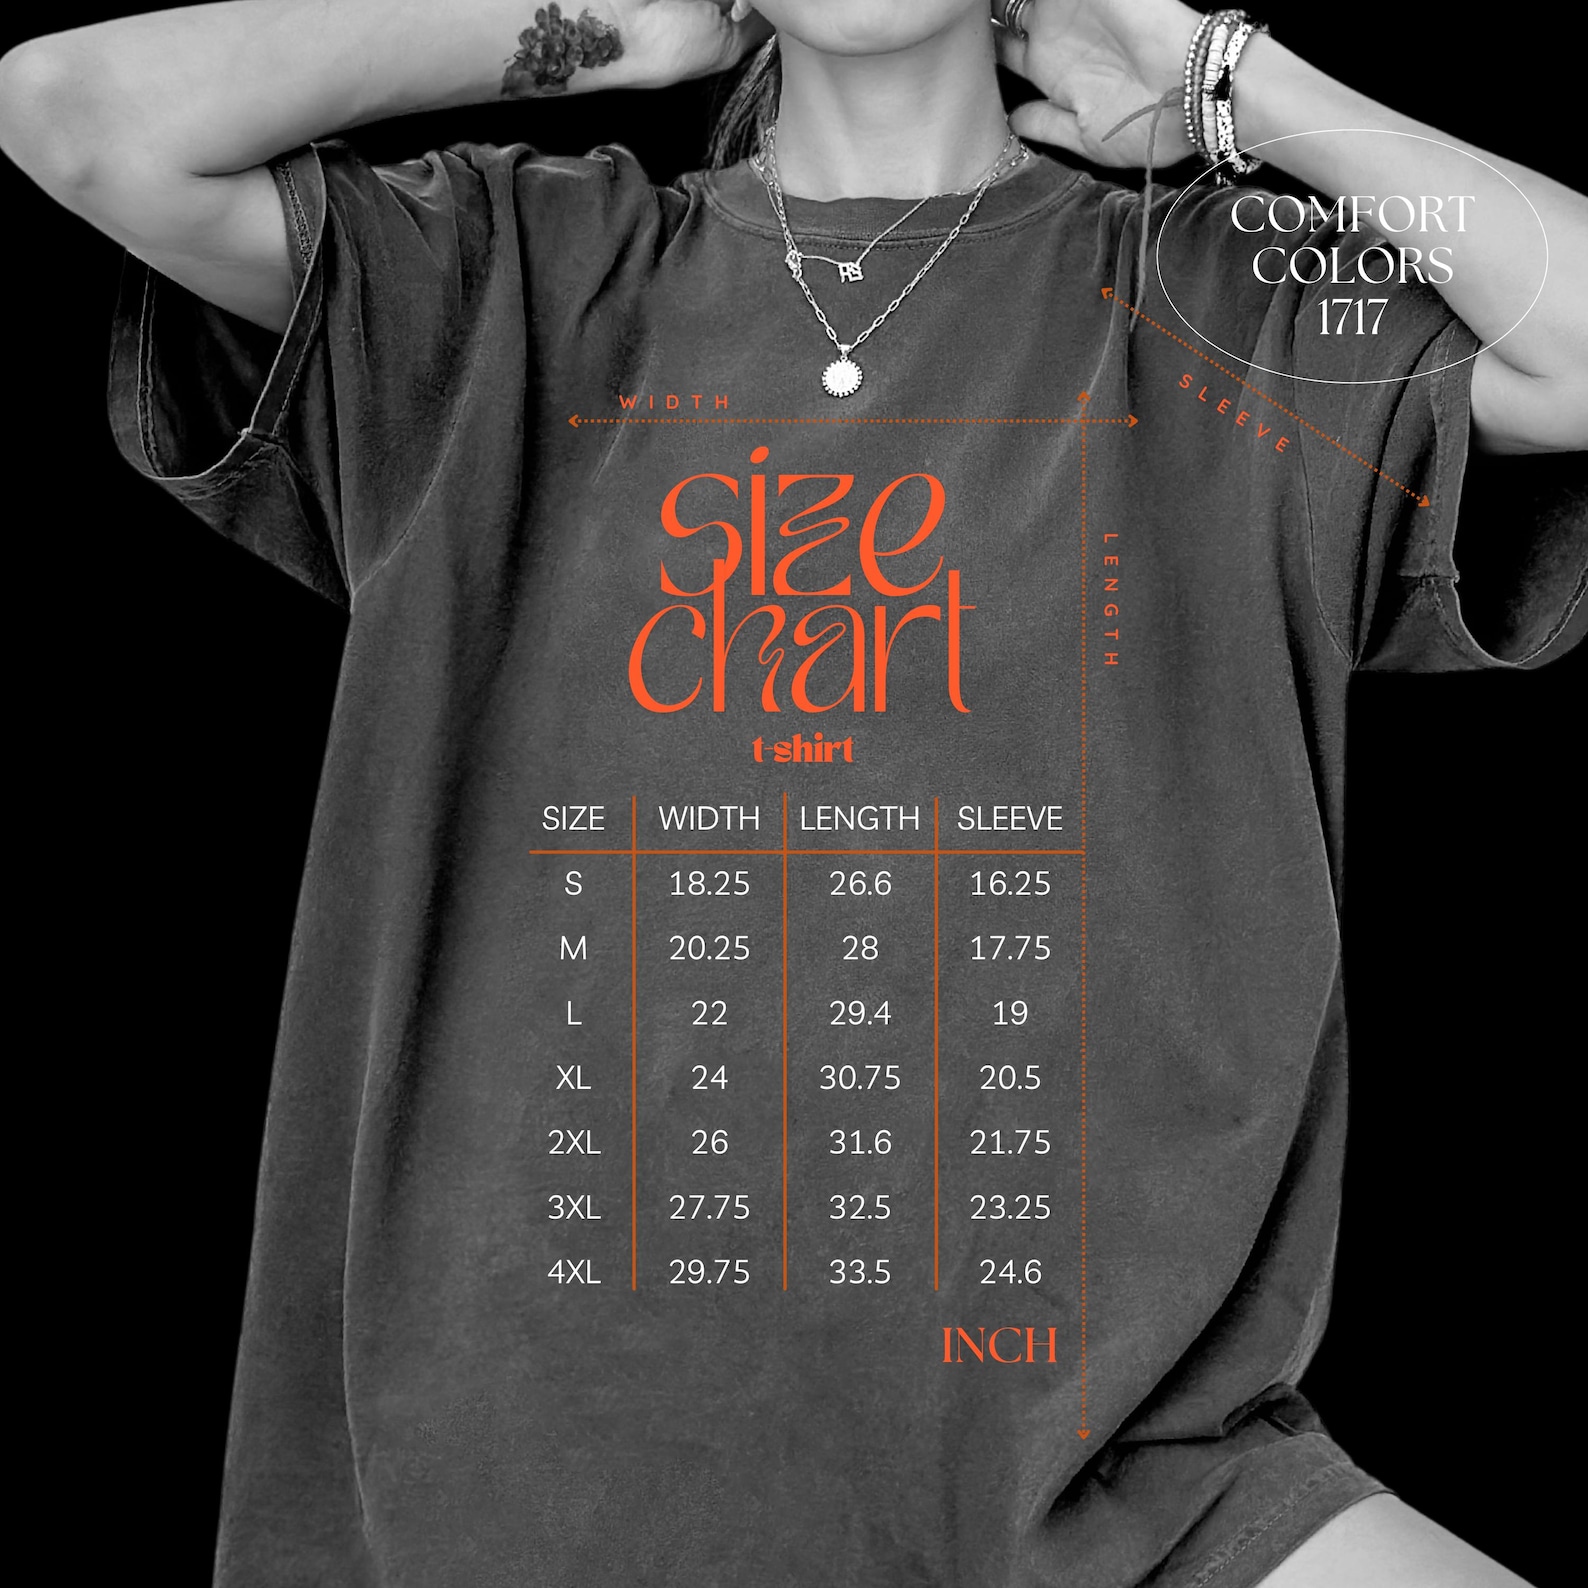 COMFORT
COLORS
1717
WIDTH
SLEEVE
LENGTH
size
chart
t-shirt
SIZE WIDTH LENGTH SLEEVE
S 18.25 26.6 16.25
M 20.25 28 17.75
L 22 29.4 19
XL 24 30.75 20.5
2XL 26 31.6 21.75
3XL 27.75 32.5 23.25
4XL 29.75 33.5 24.6
INCH